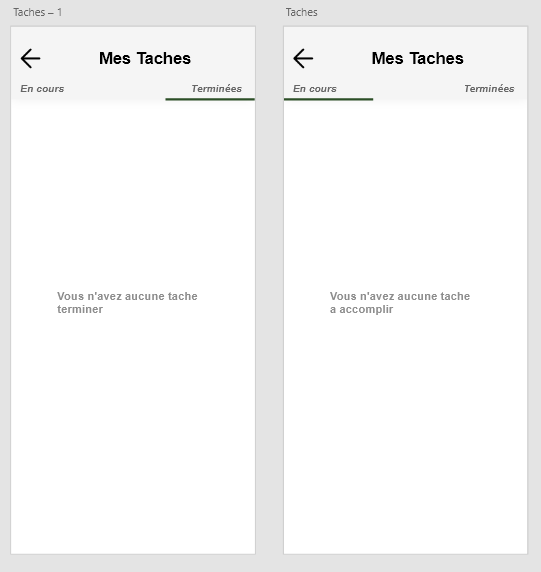 Taches – 1
Mes Taches
En cours
Terminées
Vous n'avez aucune tache
terminer
Taches
Mes Taches
En cours
Terminées
Vous n'avez aucune tache
a accomplir